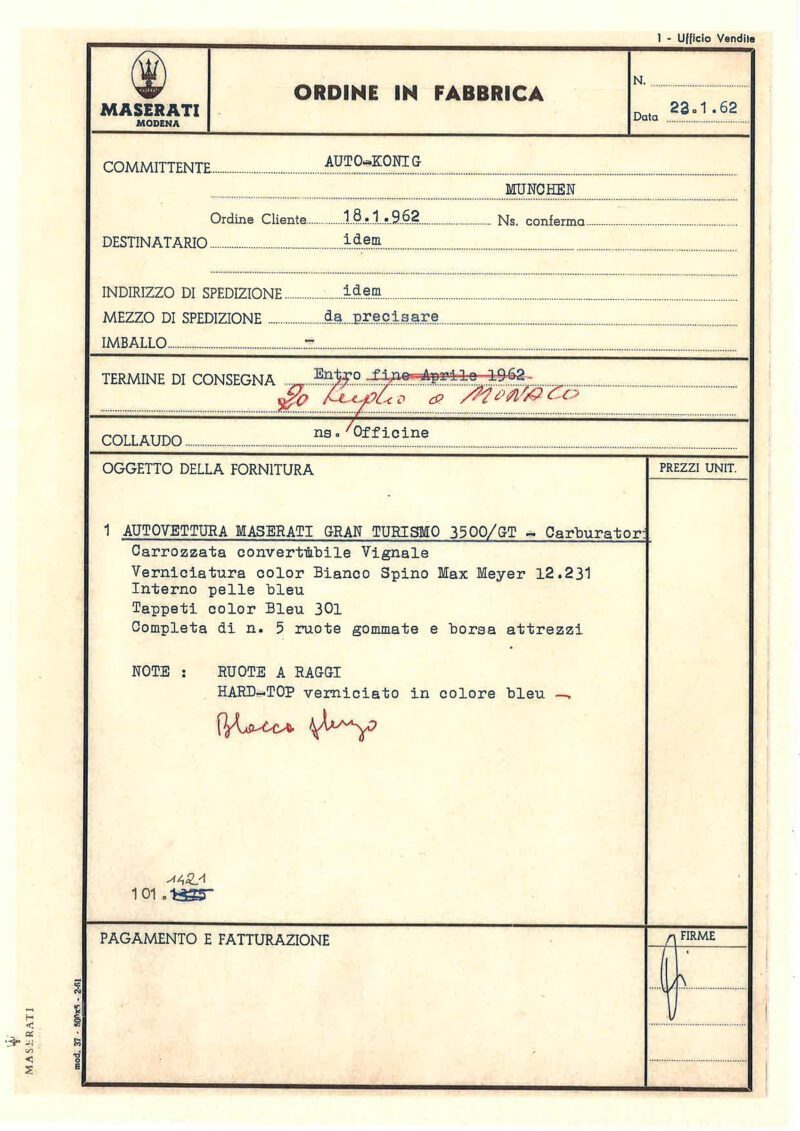 1 - Ufficio Vendite
MASERATI
MODENA
ORDINE IN FABBRICA
N.
Data 23.1.62
COMMITTENTE AUTO-KONIG
MUNCHEN
Ordine Cliente 18.1.962 Ns. conferma
DESTINATARIO idem
INDIRIZZO DI SPEDIZIONE idem
MEZZO DI SPEDIZIONE da precisare
IMBALLO -
TERMINE DI CONSEGNA Entro fine Aprile 1962
20 Luglio a MONACO
COLLAUDO ns. Officine
OGGETTO DELLA FORNITURA PREZZI UNIT.
1 AUTOVETTURA MASERATI GRAN TURISMO 3500/GT - Carburatori
Carrozzata convertibile Vignale
Verniciatura color Bianco Spino Max Meyer 12.231
Interno pelle bleu
Tappeti color Bleu 301
Completa di n. 5 ruote gommate e borsa attrezzi
NOTE : RUOTE A RAGGI
HARD-TOP verniciato in colore bleu -
Blocca sterzo
1421
101.1375
PAGAMENTO E FATTURAZIONE FIRME
MASERATI